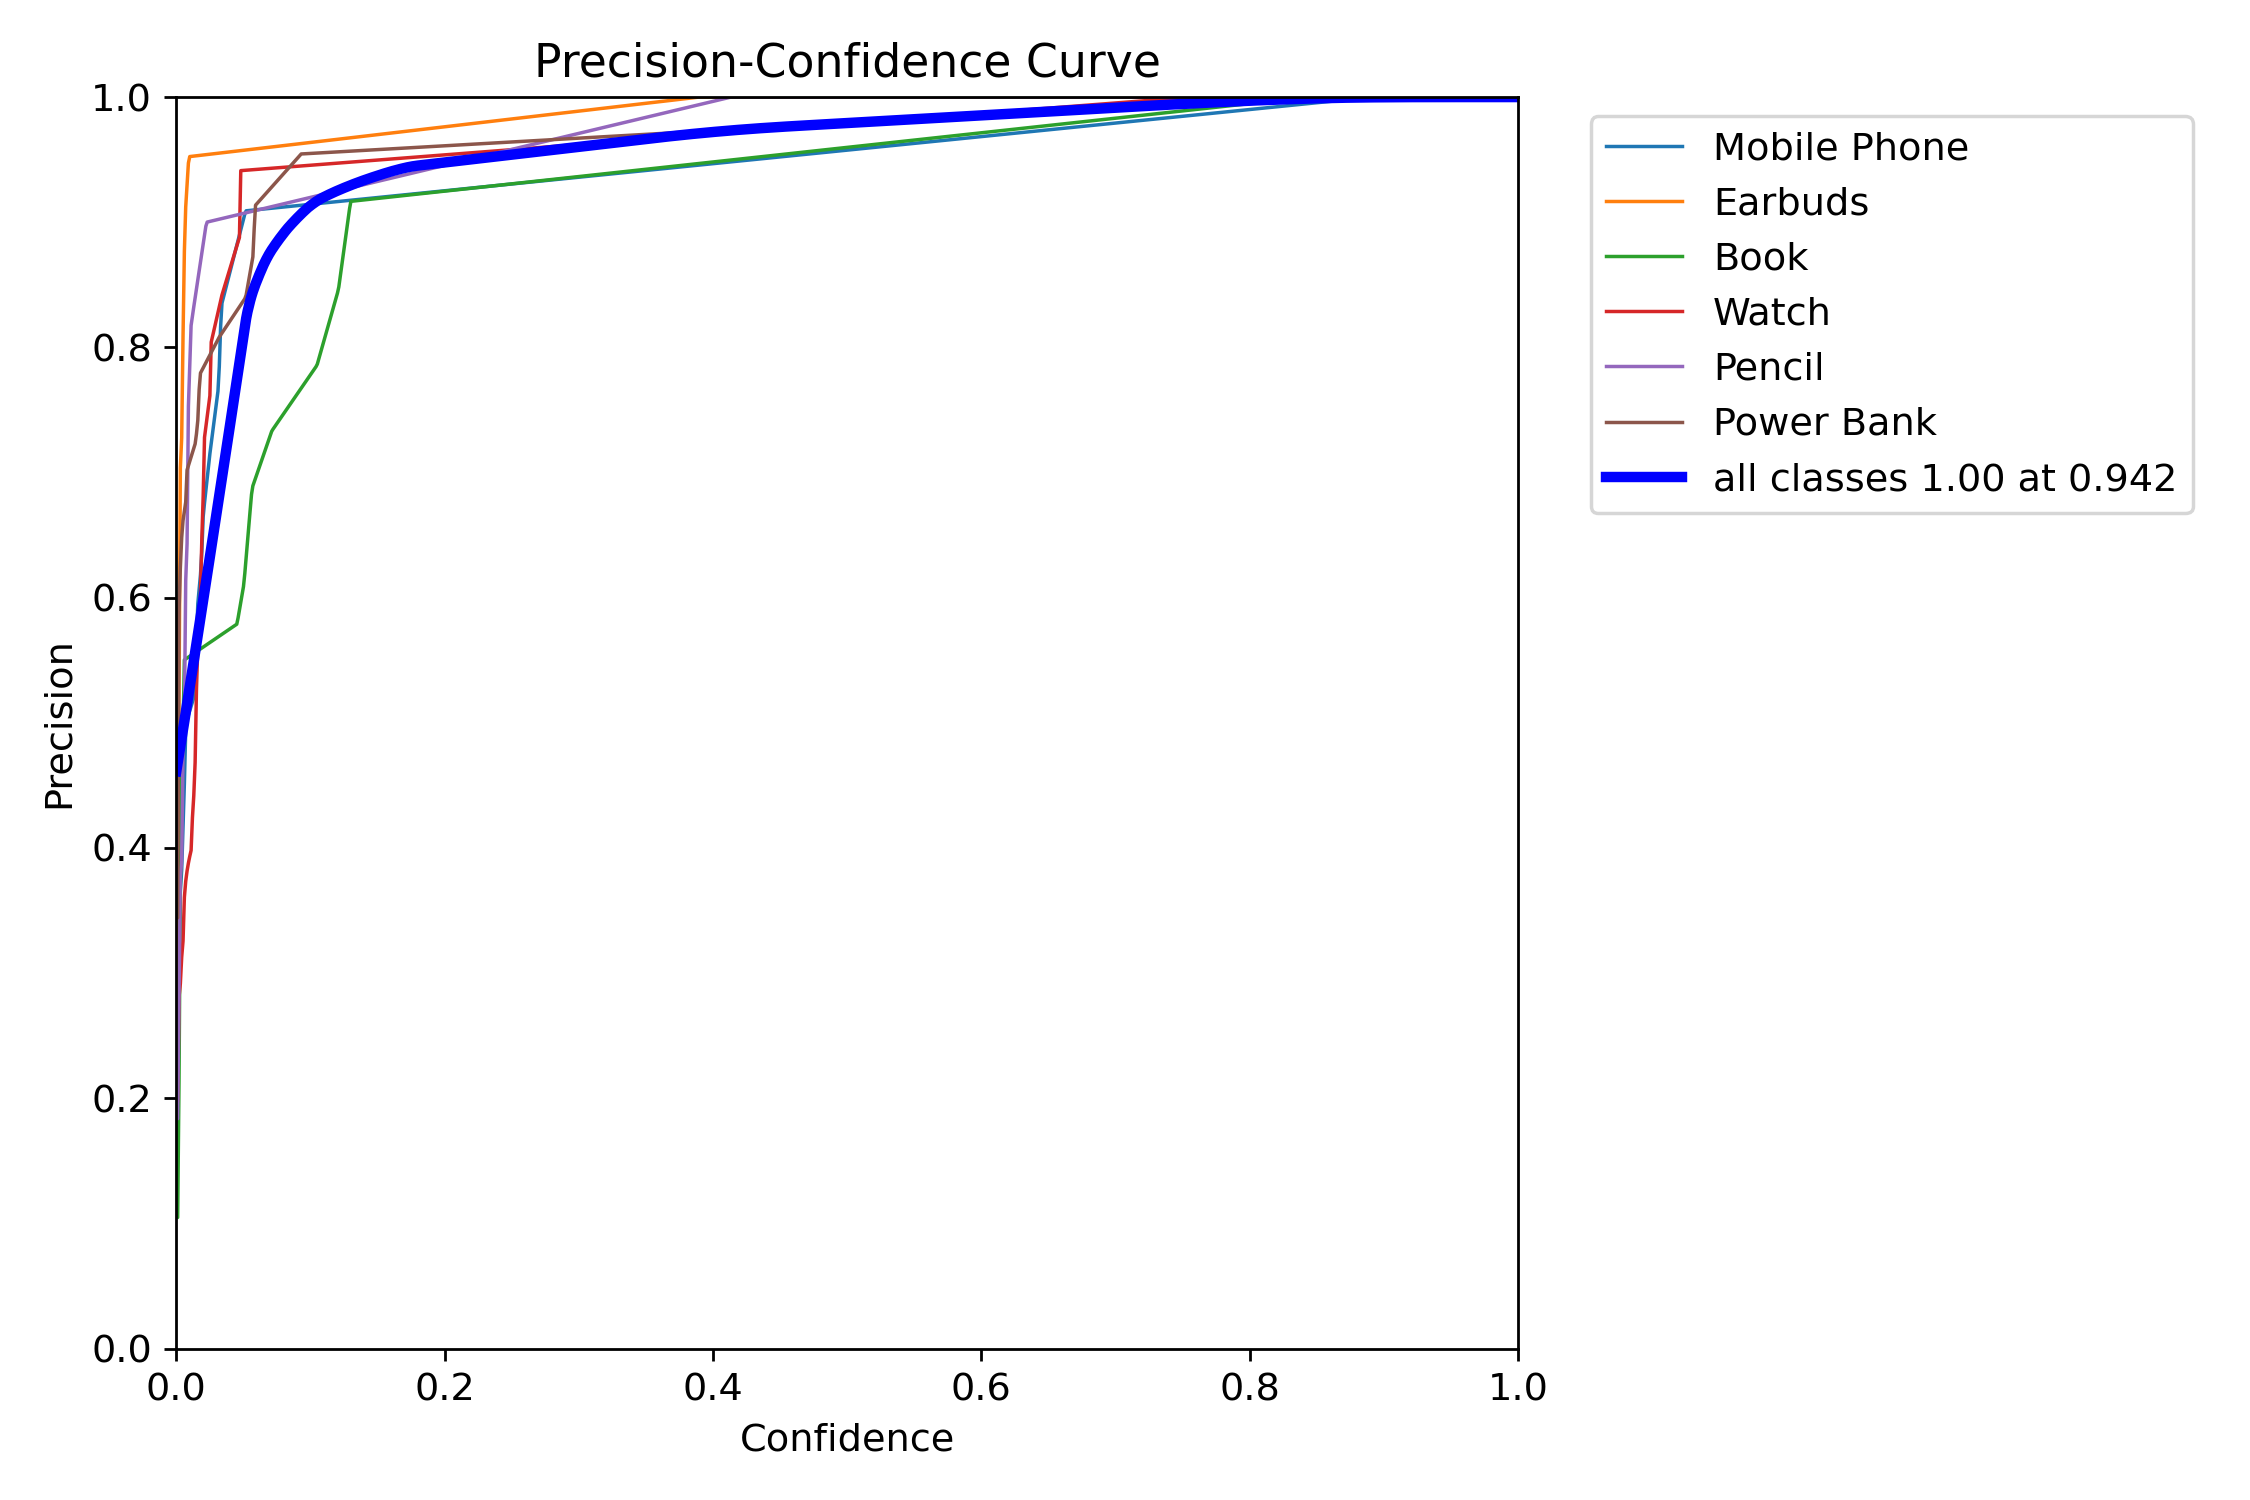 Precision-Confidence Curve
1.0
0.8
0.6
0.4
0.2
0.0
Precision
0.0 0.2 0.4 0.6 0.8 1.0
Confidence
Mobile Phone
Earbuds
Book
Watch
Pencil
Power Bank
all classes 1.00 at 0.942